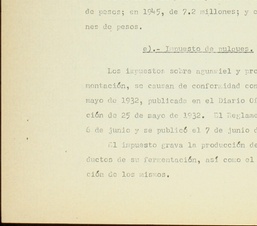 de pesos; en 1945, de 7.2 millones; y
nes de pesos.
e).- Impuesto de pulques.
Los impuestos sobre aguamiel y pro
mentación, se causan de conformidad con
mayo de 1932, publicada en el Diario Of
ción de 25 de mayo de 1932. El Reglame
6 de junio y se publicó el 7 de junio d
El impuesto grava la producción de
ductos de su fermentación, así como el
ción de los mismos.